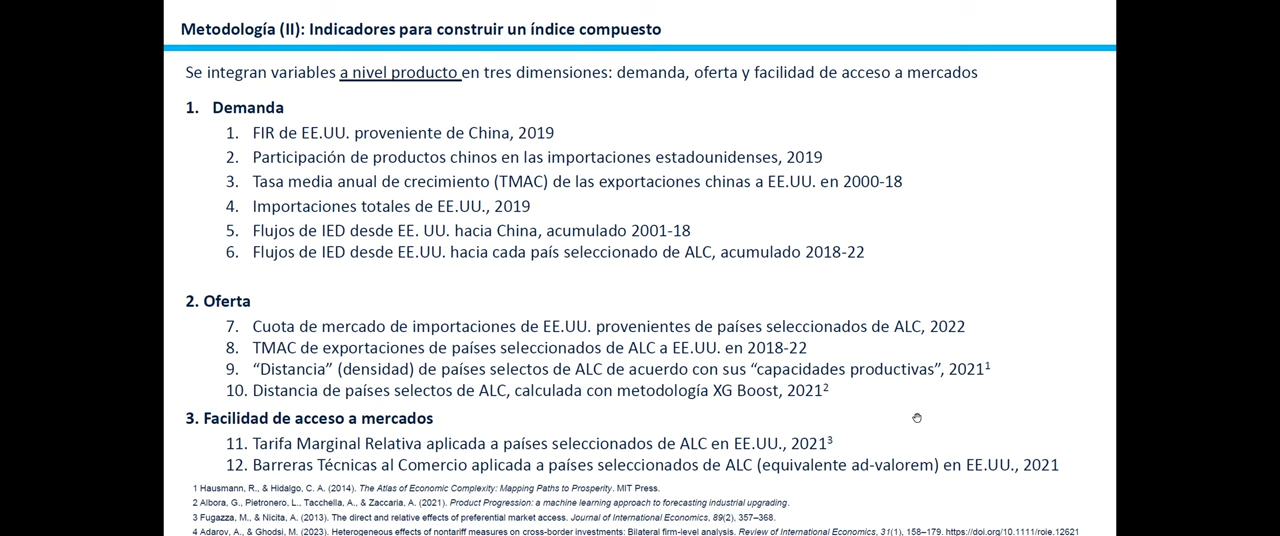 Metodología (II): Indicadores para construir un índice compuesto
Se integran variables a nivel producto en tres dimensiones: demanda, oferta y facilidad de acceso a mercados
1. Demanda
1. FIR de EE.UU. proveniente de China, 2019
2. Participación de productos chinos en las importaciones estadounidenses, 2019
3. Tasa media anual de crecimiento (TMAC) de las exportaciones chinas a EE.UU. en 2000-18
4. Importaciones totales de EE.UU., 2019
5. Flujos de IED desde EE. UU. hacia China, acumulado 2001-18
6. Flujos de IED desde EE.UU. hacia cada país seleccionado de ALC, acumulado 2018-22
2. Oferta
7. Cuota de mercado de importaciones de EE.UU. provenientes de países seleccionados de ALC, 2022
8. TMAC de exportaciones de países seleccionados de ALC a EE.UU. en 2018-22
9. “Distancia” (densidad) de países selectos de ALC de acuerdo con sus “capacidades productivas”, 2021¹
10. Distancia de países selectos de ALC, calculada con metodología XG Boost, 2021²
3. Facilidad de acceso a mercados
11. Tarifa Marginal Relativa aplicada a países seleccionados de ALC en EE.UU., 2021³
12. Barreras Técnicas al Comercio aplicada a países seleccionados de ALC (equivalente ad-valorem) en EE.UU., 2021
1 Hausmann, R., & Hidalgo, C. A. (2014). The Atlas of Economic Complexity: Mapping Paths to Prosperity. MIT Press.
2 Albora, G., Pietronero, L., Tacchella, A., & Zaccaria, A. (2021). Product Progression: a machine learning approach to forecasting industrial upgrading.
3 Fugazza, M., & Nicita, A. (2013). The direct and relative effects of preferential market access. Journal of International Economics, 89(2), 357–368.
4 Adarov, A., & Ghodsi, M. (2023). Heterogeneous effects of nontariff measures on cross-border investments: Bilateral firm-level analysis. Review of International Economics, 31(1), 158–179. https://doi.org/10.1111/roie.12621